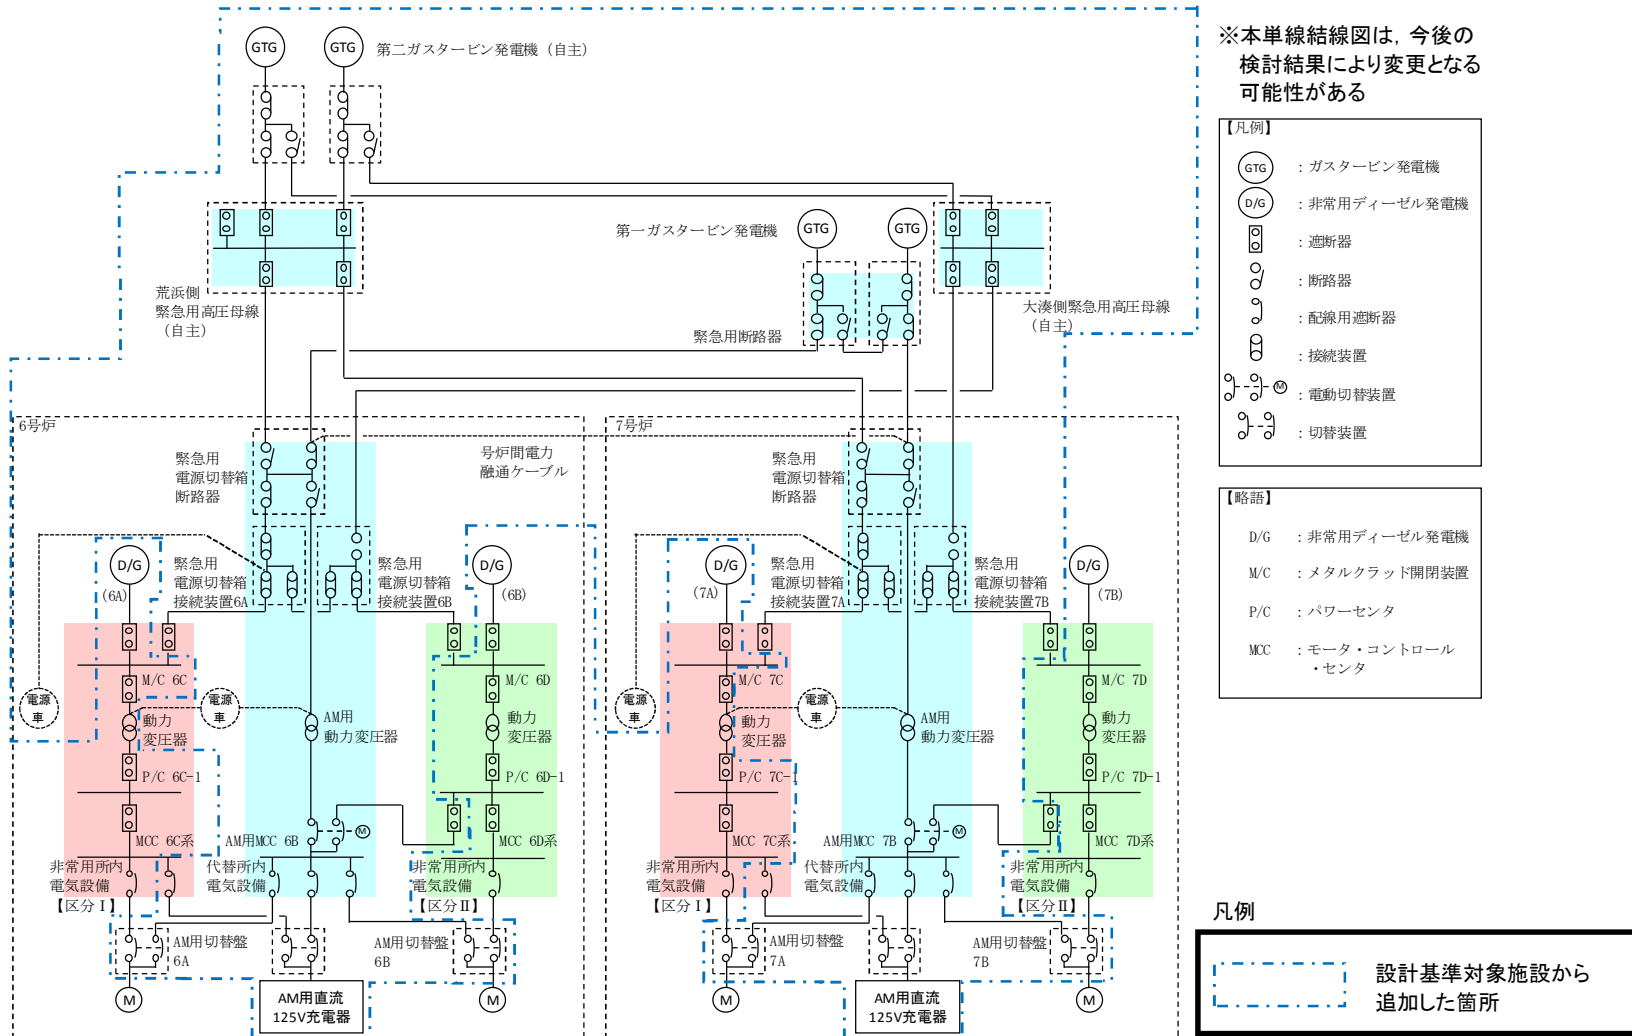 GTG
GTG
第二ガスタービン発電機（自主）
※本単線結線図は，今後の
検討結果により変更となる
可能性がある
【凡例】
GTG
：ガスタービン発電機
D/G
：非常用ディーゼル発電機
：遮断器
：断路器
：配線用遮断器
：接続装置
M
：電動切替装置
：切替装置
【略語】
D/G ：非常用ディーゼル発電機
M/C ：メタルクラッド開閉装置
P/C ：パワーセンタ
MCC ：モータ・コントロール
・センタ
第一ガスタービン発電機
GTG
GTG
荒浜側
緊急用高圧母線
（自主）
緊急用断路器
大湊側緊急用高圧母線
（自主）
6号炉
緊急用
電源切替箱
断路器
号炉間電力
融通ケーブル
D/G
(6A)
緊急用
電源切替箱
接続装置6A
緊急用
電源切替箱
接続装置6B
D/G
(6B)
M/C 6C
M/C 6D
電源
車
電源
車
動力
変圧器
AM用
動力変圧器
動力
変圧器
P/C 6C-1
P/C 6D-1
MCC 6C系
AM用MCC 6B
M
MCC 6D系
非常用所内
電気設備
【区分Ⅰ】
代替所内
電気設備
非常用所内
電気設備
【区分Ⅱ】
AM用切替盤
6A
AM用切替盤
6B
M
AM用直流
125V充電器
M
7号炉
緊急用
電源切替箱
断路器
D/G
(7A)
緊急用
電源切替箱
接続装置7A
緊急用
電源切替箱
接続装置7B
D/G
(7B)
M/C 7C
M/C 7D
電源
車
電源
車
動力
変圧器
AM用
動力変圧器
動力
変圧器
P/C 7C-1
P/C 7D-1
MCC 7C系
AM用MCC 7B
M
MCC 7D系
非常用所内
電気設備
【区分Ⅰ】
代替所内
電気設備
非常用所内
電気設備
【区分Ⅱ】
AM用切替盤
7A
AM用切替盤
7B
M
AM用直流
125V充電器
M
凡例
設計基準対象施設から
追加した箇所